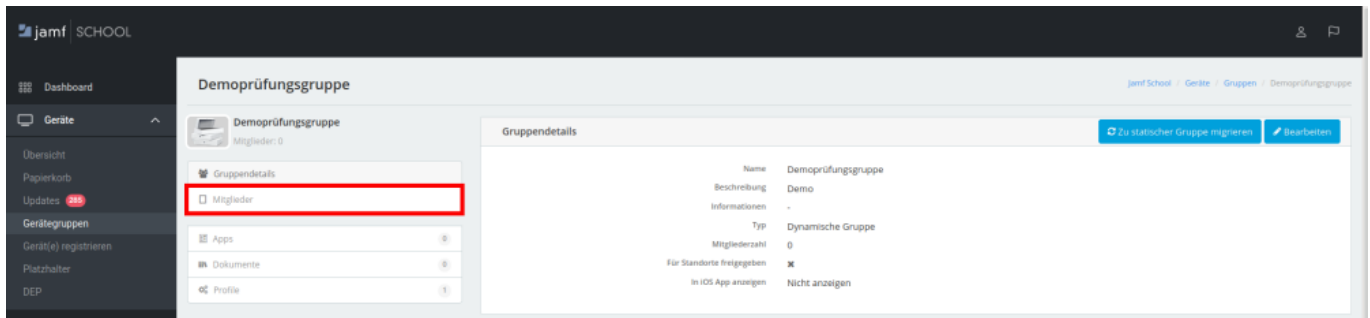 jamf SCHOOL
Dashboard
Geräte
Übersicht
Papierkorb
Updates 285
Gerätegruppen
Gerät(e) registrieren
Platzhalter
DEP
Demoprüfungsgruppe
Jamf School / Geräte / Gruppen / Demoprüfungsgruppe
Demoprüfungsgruppe
Mitglieder: 0
Gruppendetails
Mitglieder
Apps 0
Dokumente 0
Profile 1
Gruppendetails
Zu statischer Gruppe migrieren
Bearbeiten
Name Demoprüfungsgruppe
Beschreibung Demo
Informationen -
Typ Dynamische Gruppe
Mitgliederzahl 0
Für Standorte freigegeben ✖
In iOS App anzeigen Nicht anzeigen